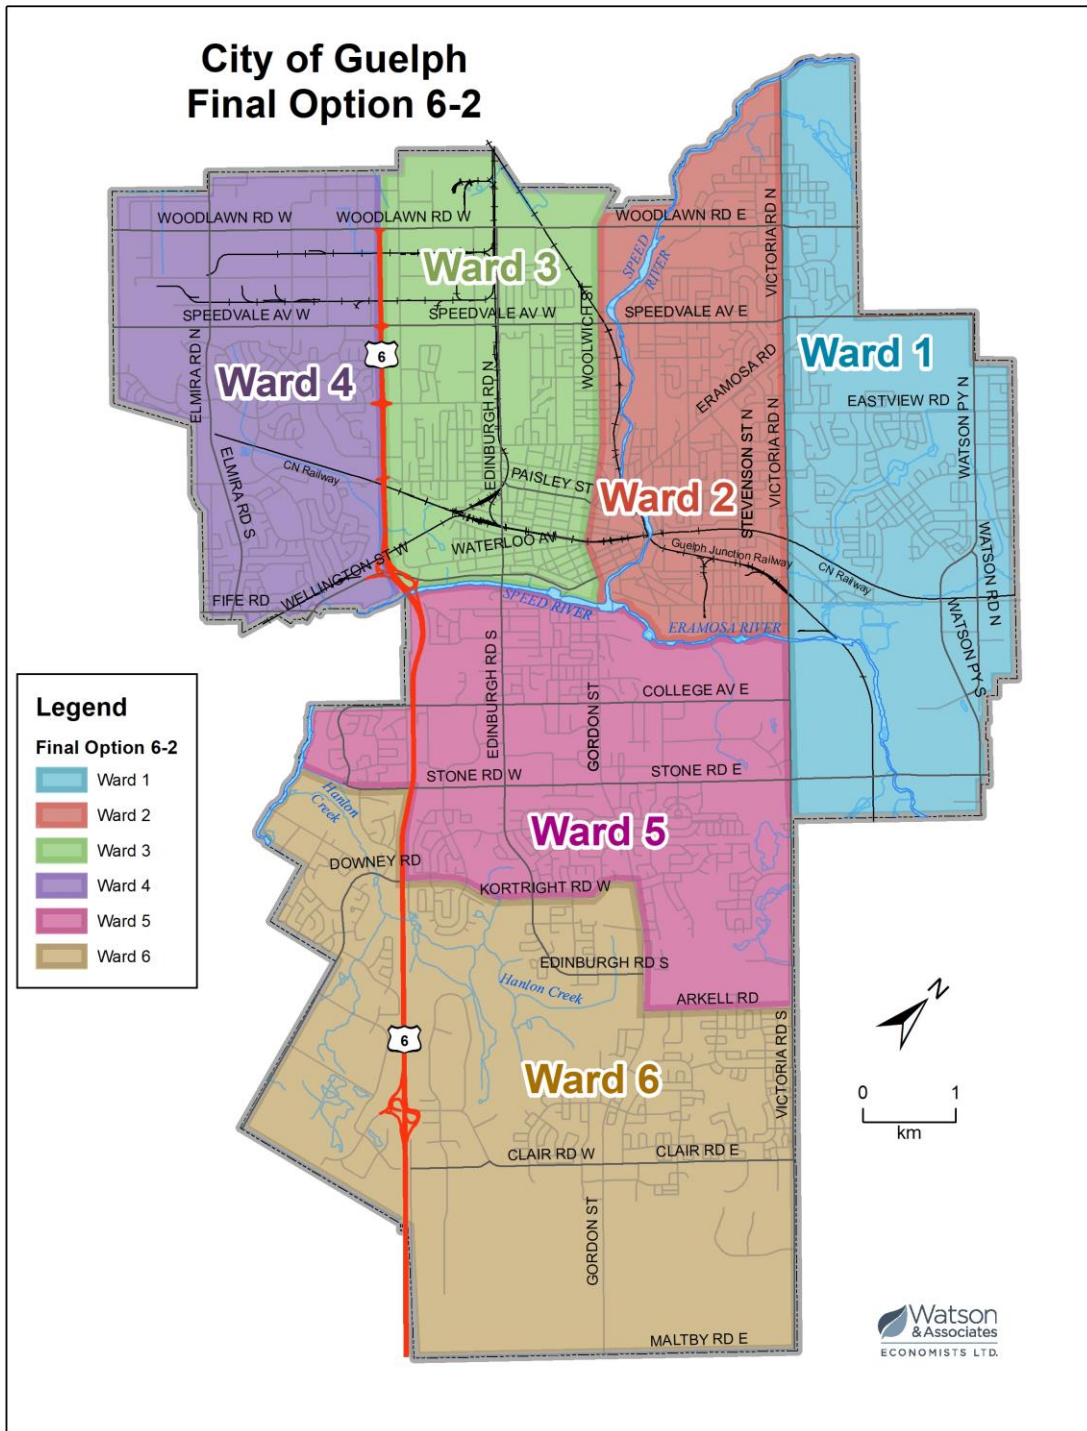 City of Guelph
Final Option 6-2
WOODLAWN RD W
WOODLAWN RD W
WOODLAWN RD E
VICTORIA RD N
SPEED
RIVER
Ward 3
SPEEDVALE AV W
SPEEDVALE AV W
SPEEDVALE AV E
WOOLWICH ST
6
Ward 4
Ward 1
ELMIRA RD N
EDINBURGH RD N
ERAMOSA RD
EASTVIEW RD
WATSON PY N
STEVENSON ST N
VICTORIA RD N
ELMIRA RD S
CN Railway
PAISLEY ST
Ward 2
WATERLOO AV
Guelph Junction Railway
CN Railway
WATSON RD N
WELLINGTON ST W
FIFE RD
SPEED RIVER
ERAMOSA RIVER
WATSON PY S
EDINBURGH RD S
GORDON ST
COLLEGE AV E
Legend
Final Option 6-2
Ward 1
Ward 2
Ward 3
Ward 4
Ward 5
Ward 6
STONE RD W
STONE RD E
Hanlon
Creek
Ward 5
DOWNEY RD
KORTRIGHT RD W
EDINBURGH RD S
Hanlon Creek
ARKELL RD
N
6
Ward 6
VICTORIA RD S
0 1
km
CLAIR RD W
CLAIR RD E
GORDON ST
MALTBY RD E
Watson
& Associates
ECONOMISTS LTD.